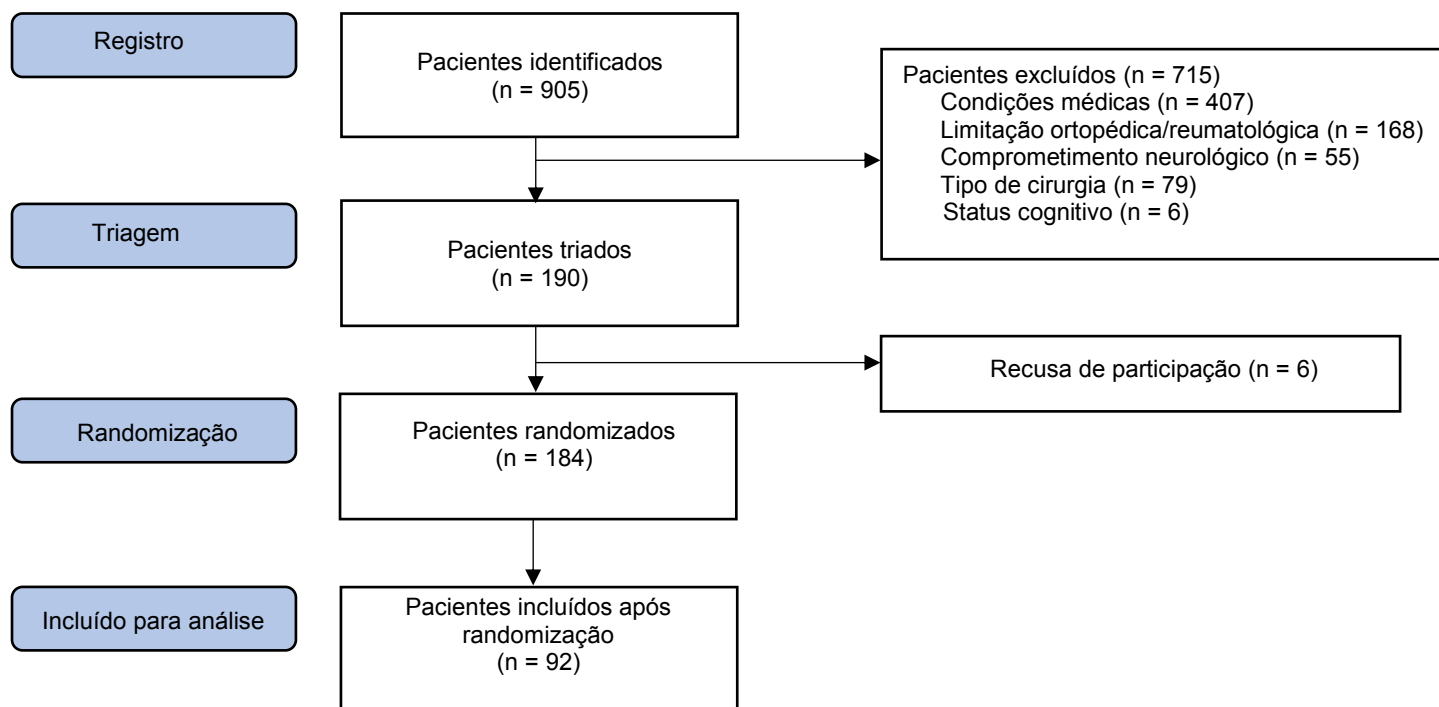 Registro
Pacientes identificados
(n = 905)
Pacientes excluídos (n = 715)
Condições médicas (n = 407)
Limitação ortopédica/reumatológica (n = 168)
Comprometimento neurológico (n = 55)
Tipo de cirurgia (n = 79)
Status cognitivo (n = 6)
Triagem
Pacientes triados
(n = 190)
Recusa de participação (n = 6)
Randomização
Pacientes randomizados
(n = 184)
Incluído para análise
Pacientes incluídos após
randomização
(n = 92)